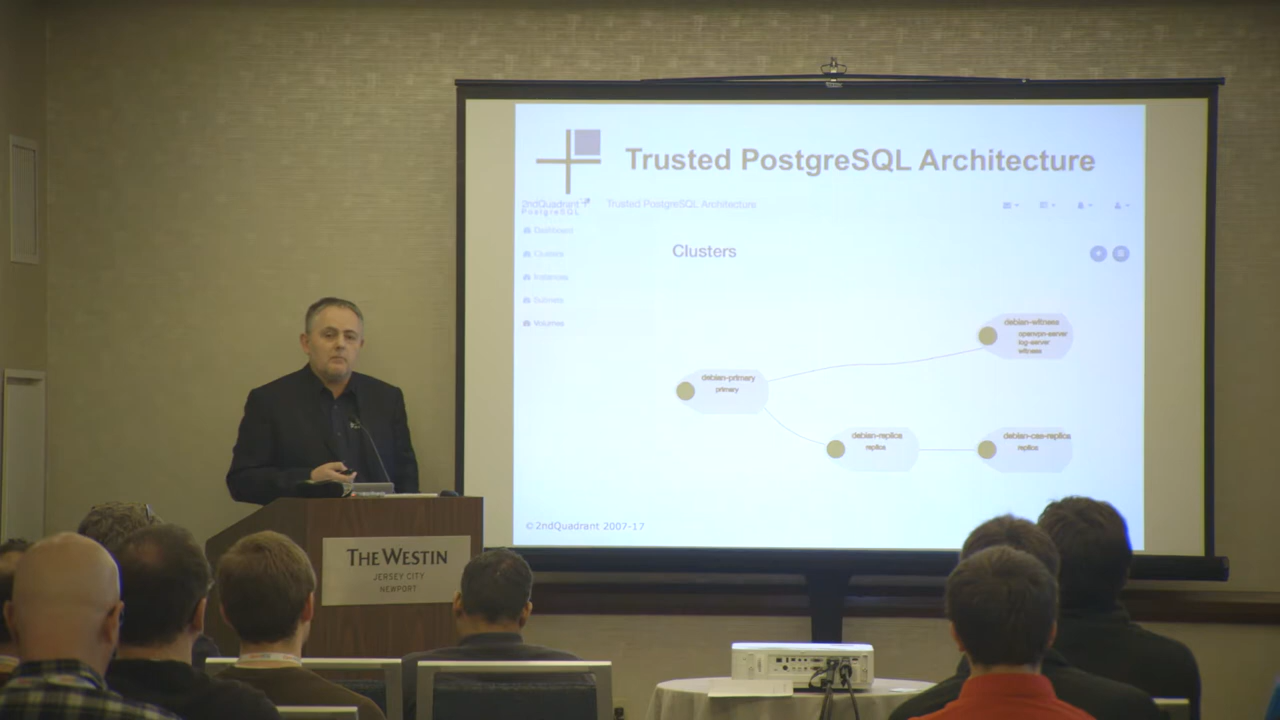 Trusted PostgreSQL Architecture
2ndQuadrant
PostgreSQL
Trusted PostgreSQL Architecture
Dashboard
Clusters
Instances
Subnets
Volumes
Clusters
debian-witness
openvpn-server
log-server
witness
debian-primary
primary
debian-replica
replica
debian-cas-replica
replica
© 2ndQuadrant 2007-17
THE WESTIN
JERSEY CITY
NEWPORT